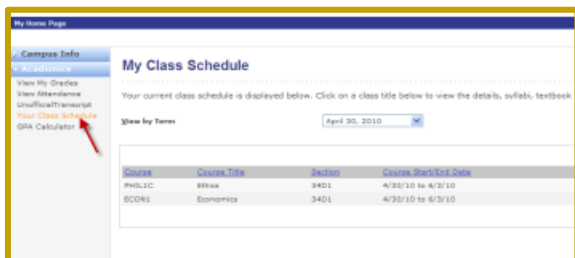 My Home Page
Campus Info
Academics
View My Grades
View Attendance
UnofficialTranscript
Your Class Schedule
GPA Calculator
My Class Schedule
Your current class schedule is displayed below. Click on a class title below to view the details, syllabi, textbook
View by Term April 30, 2010
Course Course Title Section Course Start/End Date
PHIL1C Ethics 34D1 4/30/10 to 6/3/10
ECON1 Economics 34D1 4/30/10 to 6/3/10